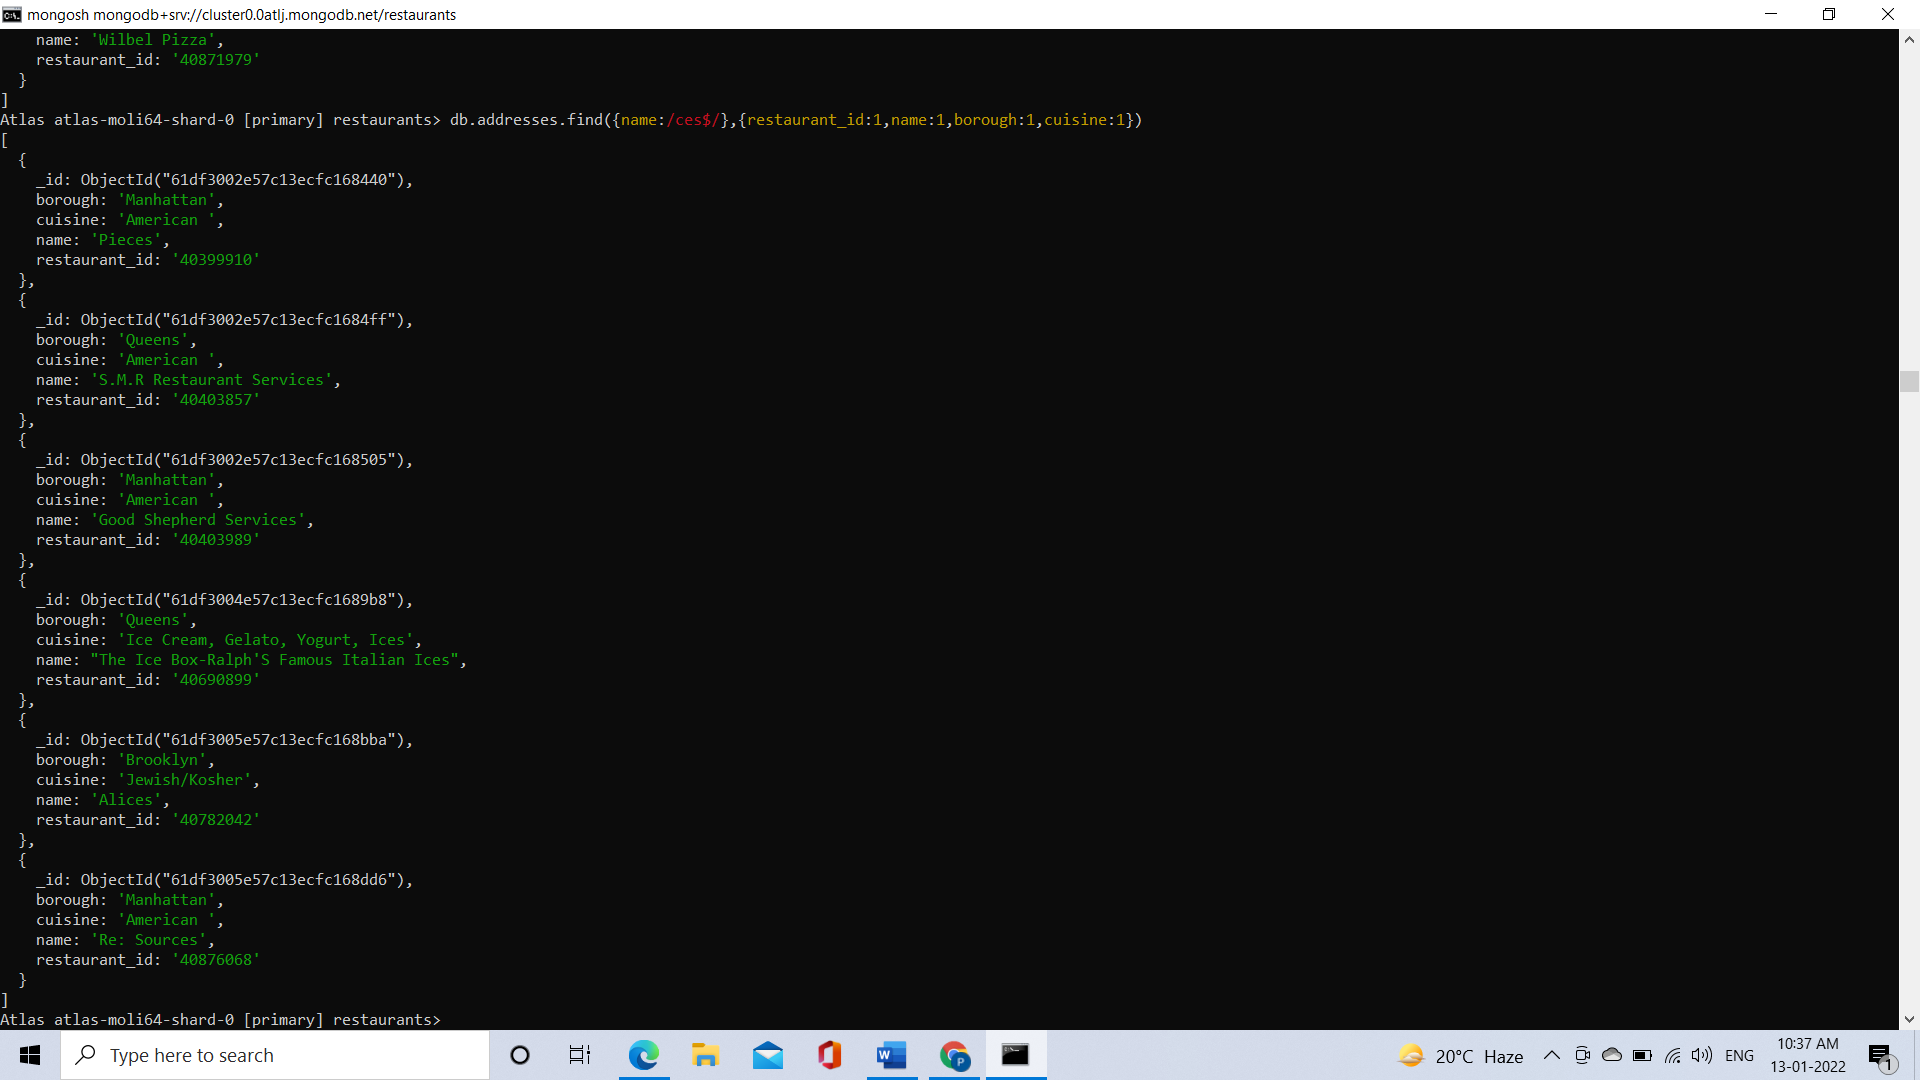 mongosh mongodb+srv://cluster0.0atlj.mongodb.net/restaurants
    name: 'Wilbel Pizza',
    restaurant_id: '40871979'
  }
]
Atlas atlas-moli64-shard-0 [primary] restaurants> db.addresses.find({name:/ces$/},{restaurant_id:1,name:1,borough:1,cuisine:1})
[
  {
    _id: ObjectId("61df3002e57c13ecfc168440"),
    borough: 'Manhattan',
    cuisine: 'American ',
    name: 'Pieces',
    restaurant_id: '40399910'
  },
  {
    _id: ObjectId("61df3002e57c13ecfc1684ff"),
    borough: 'Queens',
    cuisine: 'American ',
    name: 'S.M.R Restaurant Services',
    restaurant_id: '40403857'
  },
  {
    _id: ObjectId("61df3002e57c13ecfc168505"),
    borough: 'Manhattan',
    cuisine: 'American ',
    name: 'Good Shepherd Services',
    restaurant_id: '40403989'
  },
  {
    _id: ObjectId("61df3004e57c13ecfc1689b8"),
    borough: 'Queens',
    cuisine: 'Ice Cream, Gelato, Yogurt, Ices',
    name: "The Ice Box-Ralph'S Famous Italian Ices",
    restaurant_id: '40690899'
  },
  {
    _id: ObjectId("61df3005e57c13ecfc168bba"),
    borough: 'Brooklyn',
    cuisine: 'Jewish/Kosher',
    name: 'Alices',
    restaurant_id: '40782042'
  },
  {
    _id: ObjectId("61df3005e57c13ecfc168dd6"),
    borough: 'Manhattan',
    cuisine: 'American ',
    name: 'Re: Sources',
    restaurant_id: '40876068'
  }
]
Atlas atlas-moli64-shard-0 [primary] restaurants>
Type here to search
20°C Haze
ENG
10:37 AM
13-01-2022
1